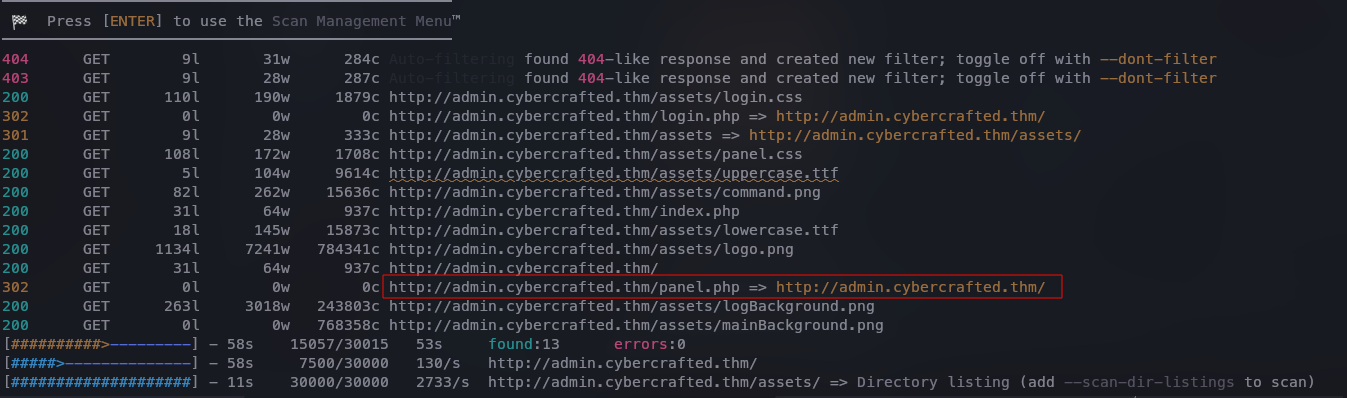 🏁 Press [ENTER] to use the Scan Management Menu™
404 GET 9l 31w 284c Auto-filtering found 404-like response and created new filter; toggle off with --dont-filter
403 GET 9l 28w 287c Auto-filtering found 404-like response and created new filter; toggle off with --dont-filter
200 GET 110l 190w 1879c http://admin.cybercrafted.thm/assets/login.css
302 GET 0l 0w 0c http://admin.cybercrafted.thm/login.php => http://admin.cybercrafted.thm/
301 GET 9l 28w 333c http://admin.cybercrafted.thm/assets => http://admin.cybercrafted.thm/assets/
200 GET 108l 172w 1708c http://admin.cybercrafted.thm/assets/panel.css
200 GET 5l 104w 9614c http://admin.cybercrafted.thm/assets/uppercase.ttf
200 GET 82l 262w 15636c http://admin.cybercrafted.thm/assets/command.png
200 GET 31l 64w 937c http://admin.cybercrafted.thm/index.php
200 GET 18l 145w 15873c http://admin.cybercrafted.thm/assets/lowercase.ttf
200 GET 1134l 7241w 784341c http://admin.cybercrafted.thm/assets/logo.png
200 GET 31l 64w 937c http://admin.cybercrafted.thm/
302 GET 0l 0w 0c http://admin.cybercrafted.thm/panel.php => http://admin.cybercrafted.thm/
200 GET 263l 3018w 243803c http://admin.cybercrafted.thm/assets/logBackground.png
200 GET 0l 0w 768358c http://admin.cybercrafted.thm/assets/mainBackground.png
[##########>---------] - 58s 15057/30015 53s found:13 errors:0
[#####>--------------] - 58s 7500/30000 130/s http://admin.cybercrafted.thm/
[####################] - 11s 30000/30000 2733/s http://admin.cybercrafted.thm/assets/ => Directory listing (add --scan-dir-listings to scan)